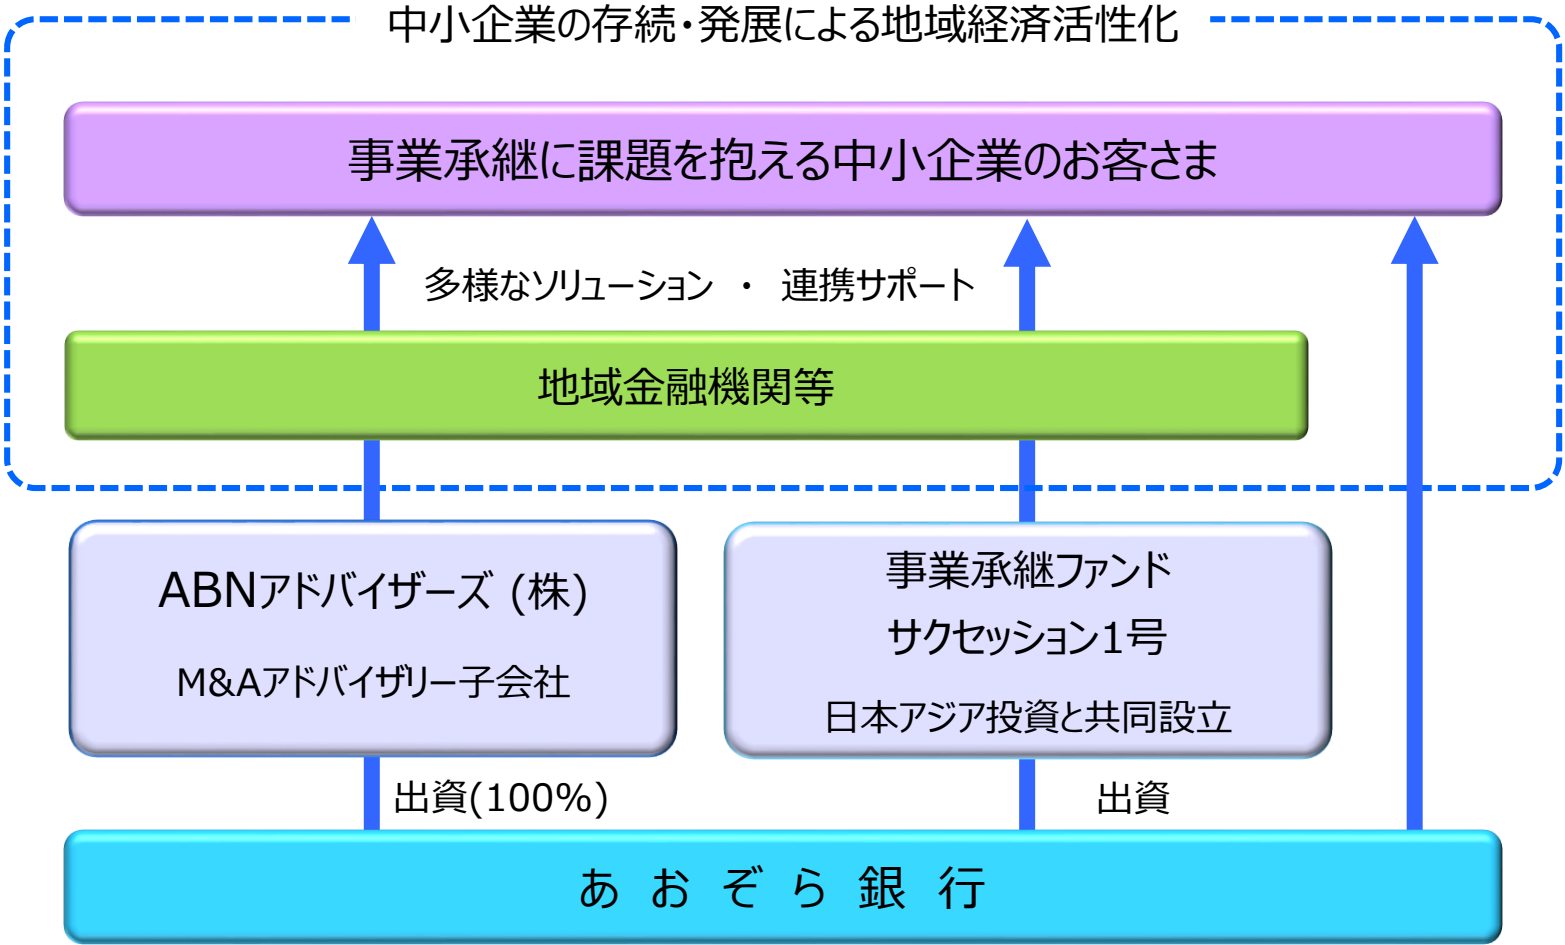 中小企業の存続・発展による地域経済活性化
事業承継に課題を抱える中小企業のお客さま
多様なソリューション ・ 連携サポート
地域金融機関等
ABNアドバイザーズ (株)
M&Aアドバイザリー子会社
事業承継ファンド
サクセッション1号
日本アジア投資と共同設立
出資(100%)
出資
あ お ぞ ら 銀 行